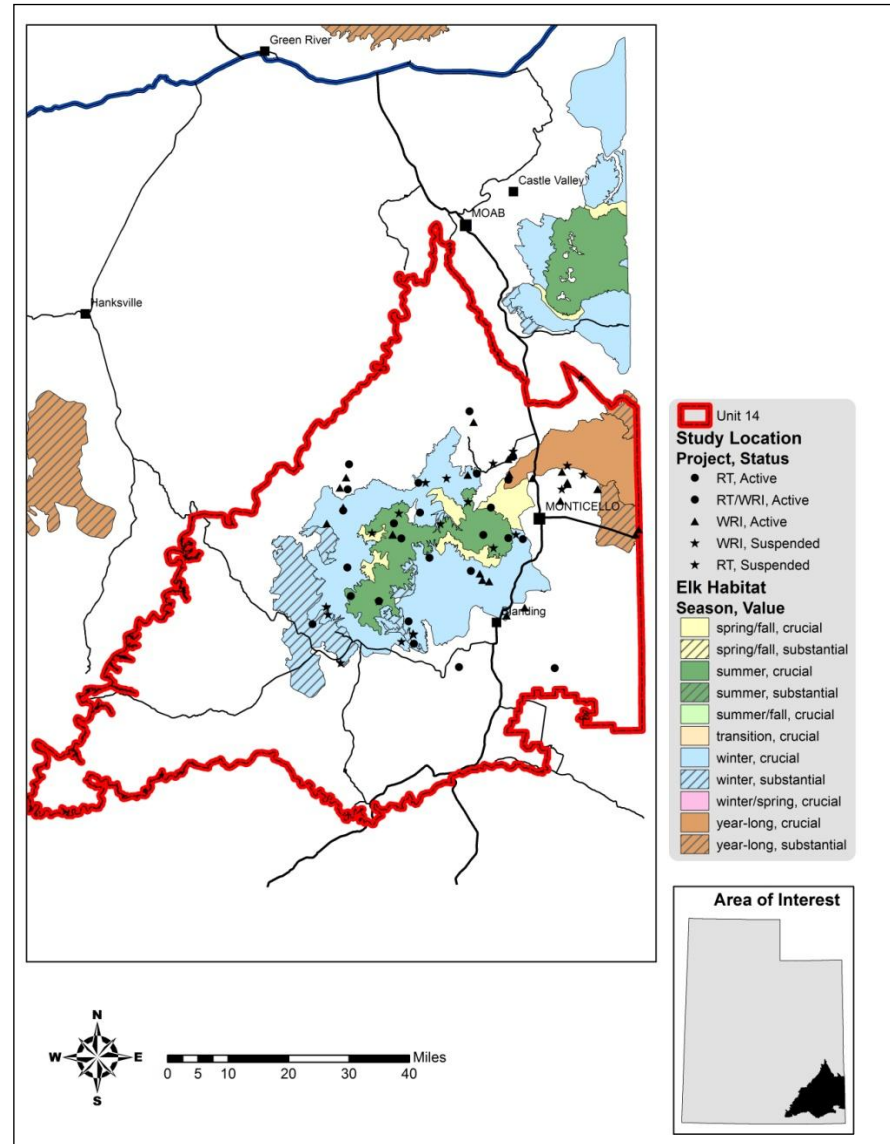 Green River
Castle Valley
MOAB
Hanksville
MONTICELLO
Blanding
Unit 14
Study Location
Project, Status
RT, Active
RT/WRI, Active
WRI, Active
WRI, Suspended
RT, Suspended
Elk Habitat
Season, Value
spring/fall, crucial
spring/fall, substantial
summer, crucial
summer, substantial
summer/fall, crucial
transition, crucial
winter, crucial
winter, substantial
winter/spring, crucial
year-long, crucial
year-long, substantial
Area of Interest
N
W E
S
Miles
0 5 10 20 30 40